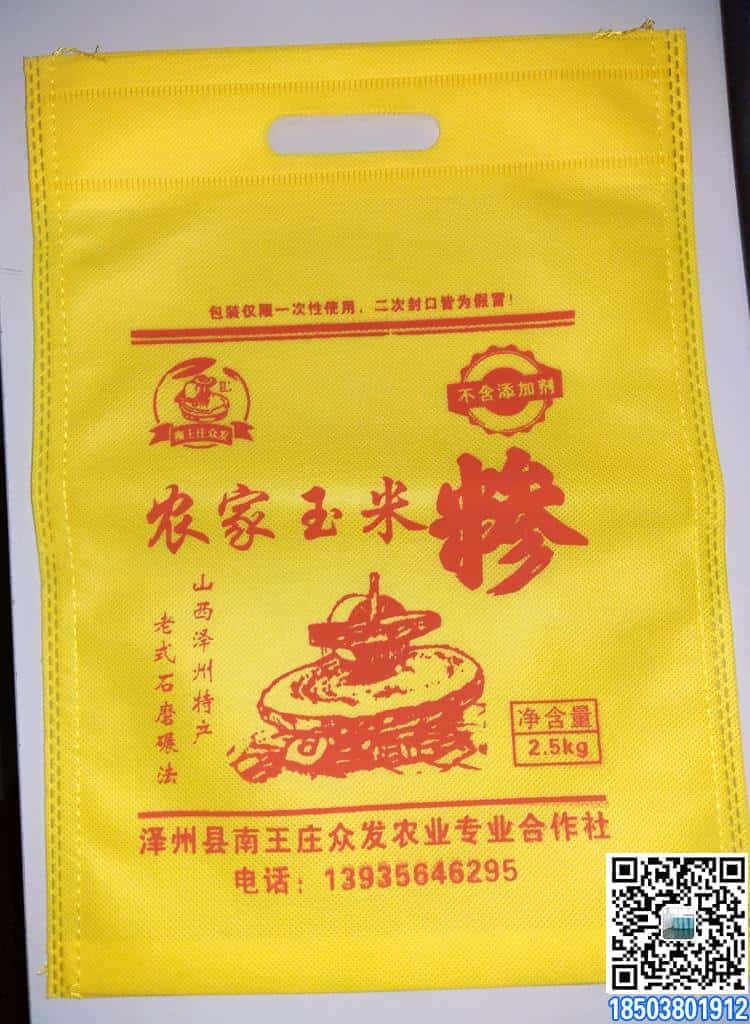 包装仅限一次性使用，二次封口皆为假冒！
南王庄众发
不含添加剂
农家玉米糁
山西泽州特产
老式石磨碾法
净含量
2.5kg
泽州县南王庄众发农业专业合作社
电话：13935646295
18503801912